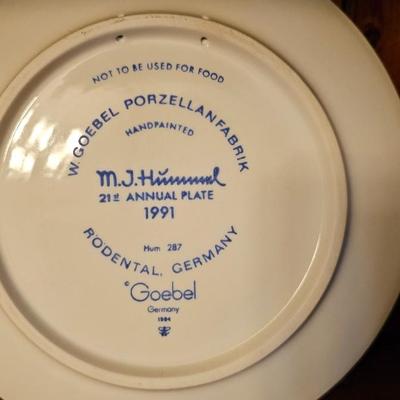 NOT TO BE USED FOR FOOD
W. GOEBEL PORZELLANFABRIK
HANDPAINTED
M.J.Hummel
21st ANNUAL PLATE
1991
Hum 287
RODENTAL, GERMANY
© Goebel
Germany
1984